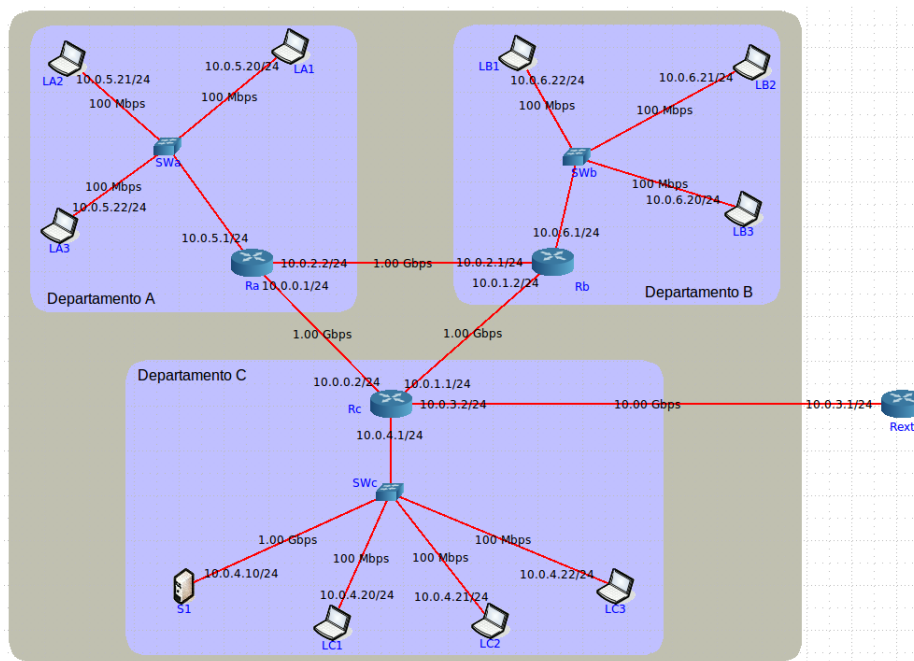 LA2
10.0.5.21/24
100 Mbps
10.0.5.20/24
LA1
100 Mbps
SWa
100 Mbps
10.0.5.22/24
LA3
10.0.5.1/24
10.0.2.2/24
Ra
10.0.0.1/24
Departamento A
1.00 Gbps
LB1
10.0.6.22/24
100 Mbps
10.0.6.21/24
LB2
100 Mbps
SWb
100 Mbps
10.0.6.20/24
LB3
10.0.6.1/24
10.0.2.1/24
10.0.1.2/24
Rb
Departamento B
1.00 Gbps
1.00 Gbps
Departamento C
10.0.0.2/24
10.0.1.1/24
Rc
10.0.3.2/24
10.00 Gbps
10.0.3.1/24
Rext
10.0.4.1/24
SWc
1.00 Gbps
10.0.4.10/24
S1
100 Mbps
10.0.4.20/24
LC1
100 Mbps
10.0.4.21/24
LC2
100 Mbps
10.0.4.22/24
LC3